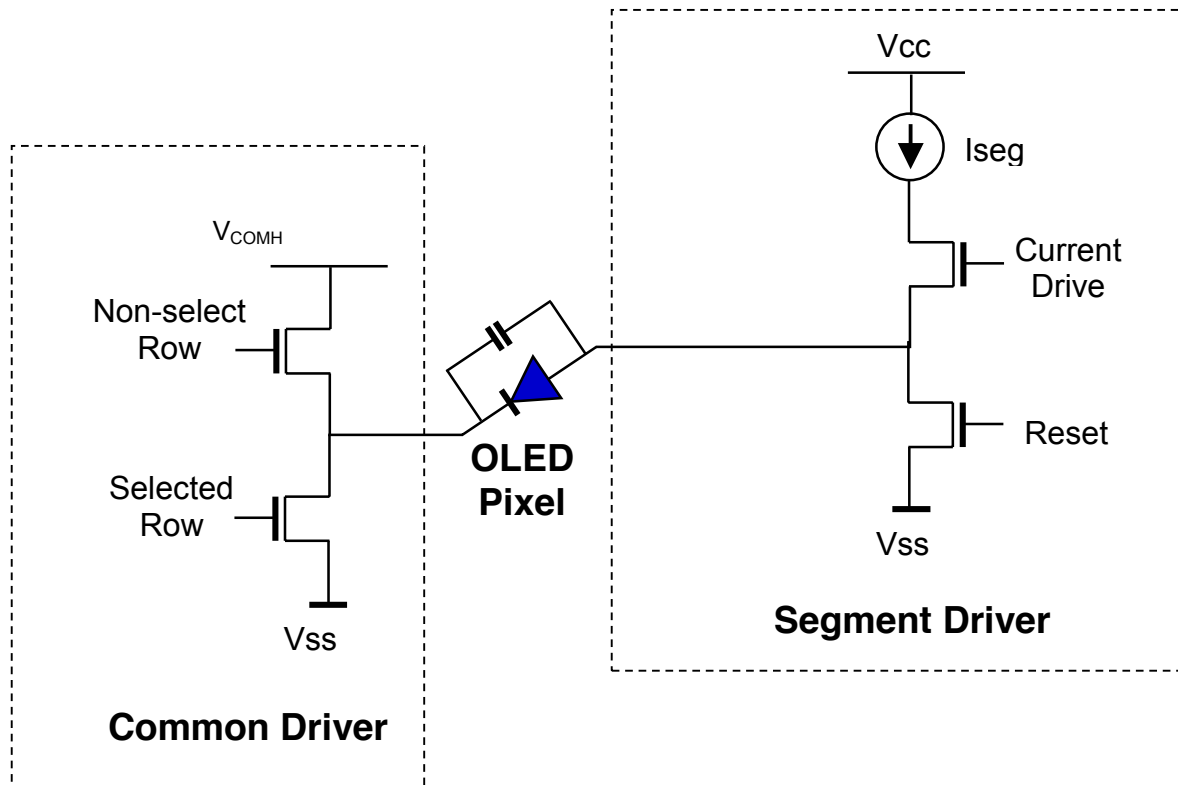 Vcc
Iseg
VCOMH
Current
Drive
Non-select
Row
Reset
OLED
Pixel
Selected
Row
Vss
Vss
Segment Driver
Common Driver